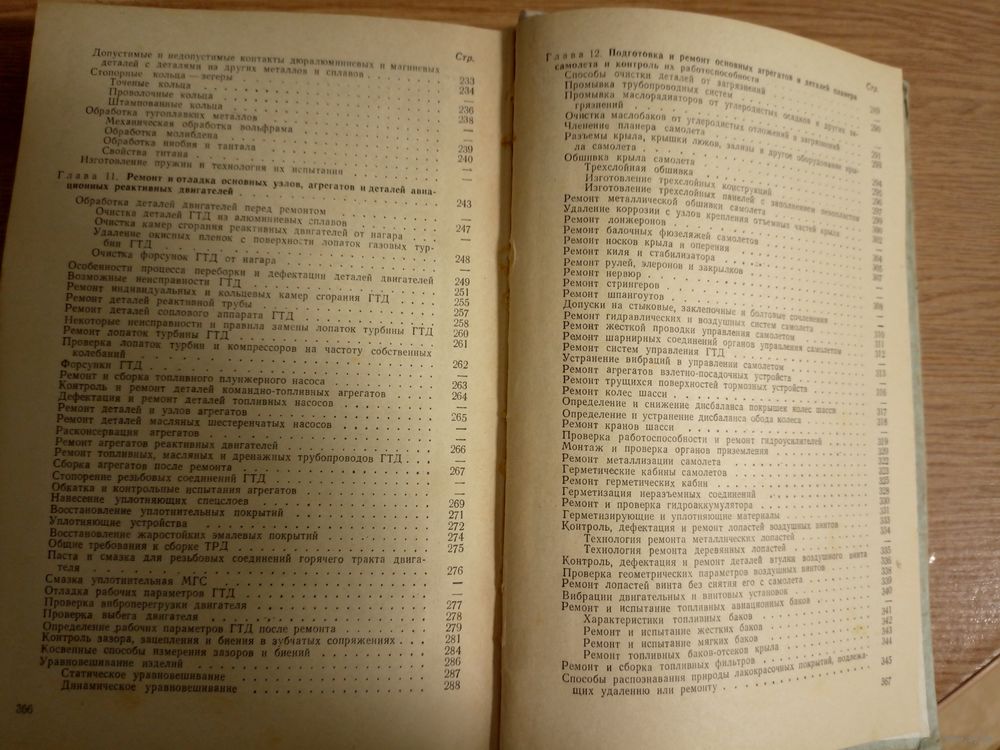 Стр.
Допустимые и недопустимые контакты дюралюминиевых и магниевых
деталей с деталями из других металлов и сплавов . . . 233
Стопорные кольца — зегеры . . . 234
Точеные кольца . . . —
Проволочные кольца . . .
Штампованные кольца . . . 236
Обработка тугоплавких металлов . . . 238
Механическая обработка вольфрама . . . —
Обработка молибдена . . .
Обработка ниобия и тантала . . . 239
Свойства титана . . . 240
Изготовление пружин и технология их испытания . . . —
Глава 11. Ремонт и отладка основных узлов, агрегатов и деталей авиа-
ционных реактивных двигателей . . . 243
Обработка деталей двигателей перед ремонтом . . . —
Очистка деталей ГТД из алюминиевых сплавов . . . 247
Очистка камер сгорания реактивных двигателей от нагара . . . —
Удаление окисных пленок с поверхности лопаток газовых тур-
бин ГТД . . . —
Очистка форсунок ГТД от нагара . . . 248
Особенности процесса переборки и дефектации деталей двигателей . . . —
Возможные неисправности ГТД . . . 249
Ремонт индивидуальных и кольцевых камер сгорания ГТД . . . 251
Ремонт деталей реактивной трубы . . . 255
Ремонт деталей соплового аппарата ГТД . . . 257
Некоторые неисправности и правила замены лопаток турбины ГТД . . . 258
Ремонт лопаток турбины ГТД . . . 260
Проверка лопаток турбин и компрессоров на частоту собственных . . . 261
колебаний . . .
Форсунки ГТД . . . 262
Ремонт и сборка топливного плунжерного насоса . . . —
Контроль и ремонт деталей командно-топливных агрегатов . . . 263
Дефектация и ремонт деталей топливных насосов . . . 264
Ремонт деталей и узлов агрегатов . . . —
Ремонт деталей масляных шестеренчатых насосов . . . 265
Расконсервация агрегатов . . . —
Ремонт агрегатов реактивных двигателей . . . —
Ремонт топливных, масляных и дренажных трубопроводов ГТД . . . 266
Сборка агрегатов после ремонта . . . —
Стопорение резьбовых соединений ГТД . . . 267
Обкатка и контрольные испытания агрегатов . . . —
Нанесение уплотняющих спецслоев . . . 269
Восстановление уплотнительных покрытий . . . 271
Уплотняющие устройства . . . 272
Восстановление жаростойких эмалевых покрытий . . . 274
Общие требования к сборке ТРД . . . 275
Паста и смазка для резьбовых соединений горячего тракта двига-
теля . . . 276
Смазка уплотнительная МГС . . . —
Отладка рабочих параметров ГТД . . . —
Проверка виброперегрузки двигателя . . . 277
Проверка выбега двигателя . . . 278
Определение рабочих параметров ГТД после ремонта . . . 279
Контроль зазора, зацепления и биения в зубчатых сопряжениях . . . 281
Косвенные способы измерения зазоров и биений . . . 284
Уравновешивание изделий . . . 286
Статическое уравновешивание . . . 287
Динамическое уравновешивание . . . 288
366
Стр
Глава 12. Подготовка и ремонт основных агрегатов и деталей планера
самолета и контроль их работоспособности
Способы очистки деталей от загрязнений
Промывка трубопроводных систем
Промывка маслорадиаторов от углеродистых осадков и других за-
грязнений
Очистка маслобаков от углеродистых отложений и загрязнений
Членение планера самолета
Разъемы крыла, крышки люков, зализы и другое оборудование кры-
ла самолета
Обшивка крыла самолета
Трехслойная обшивка
Изготовление трехслойных конструкций
Изготовление трехслойных панелей с заполнением пенопластом
Ремонт металлической обшивки самолета
Удаление коррозии с узлов крепления отъемных частей крыла
Ремонт лонжеронов
Ремонт балочных фюзеляжей самолетов
Ремонт носков крыла и оперения
Ремонт киля и стабилизатора
Ремонт рулей, элеронов и закрылков
Ремонт нервюр
Ремонт стрингеров
Ремонт шпангоутов
Допуски на стыковые, заклепочные и болтовые сочленения
Ремонт гидравлических и воздушных систем самолета
Ремонт жесткой проводки управления самолетом
Ремонт шарнирных соединений органов управления самолетом
Ремонт систем управления ГТД
Устранение вибраций в управлении самолетом
Ремонт агрегатов взлетно-посадочных устройств
Ремонт трущихся поверхностей тормозных устройств
Ремонт колес шасси
Определение и снижение дисбаланса покрышек колес шасси
Определение и устранение дисбаланса обода колеса
Ремонт кранов шасси
Проверка работоспособности и ремонт гидроусилителей
Монтаж и проверка органов приземления
Ремонт металлизации самолета
Герметические кабины самолетов
Ремонт герметических кабин
Герметизация неразъемных соединений
Ремонт и проверка гидроаккумулятора
Герметизирующие и уплотняющие материалы
Контроль, дефектация и ремонт лопастей воздушных винтов
Технология ремонта металлических лопастей
Технология ремонта деревянных лопастей
Контроль, дефектация и ремонт деталей втулки воздушного винта
Проверка геометрических параметров воздушных винтов
Ремонт лопастей винта без снятия его с самолета
Вибрации двигательных и винтовых установок
Ремонт и испытание топливных авиационных баков
Характеристики топливных баков
Ремонт и испытание жестких баков
Ремонт и испытание мягких баков
Ремонт топливных баков-отсеков крыла
Ремонт и сборка топливных фильтров
Способы распознавания природы лакокрасочных покрытий, подлежа-
щих удалению или ремонту
367